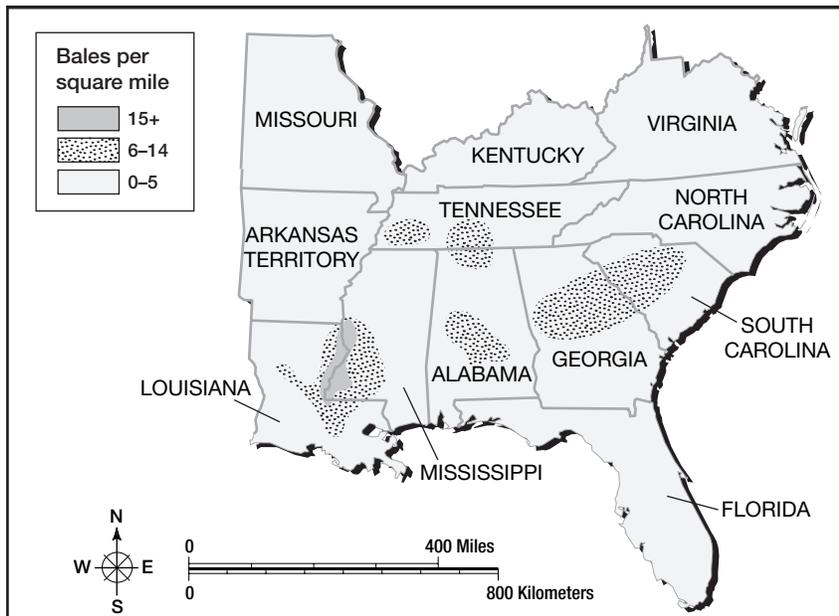 Bales per
square mile
15+
6–14
0–5
MISSOURI
VIRGINIA
KENTUCKY
NORTH
CAROLINA
TENNESSEE
ARKANSAS
TERRITORY
SOUTH
CAROLINA
GEORGIA
ALABAMA
LOUISIANA
MISSISSIPPI
FLORIDA
N
W E
S
0 400 Miles
0 800 Kilometers